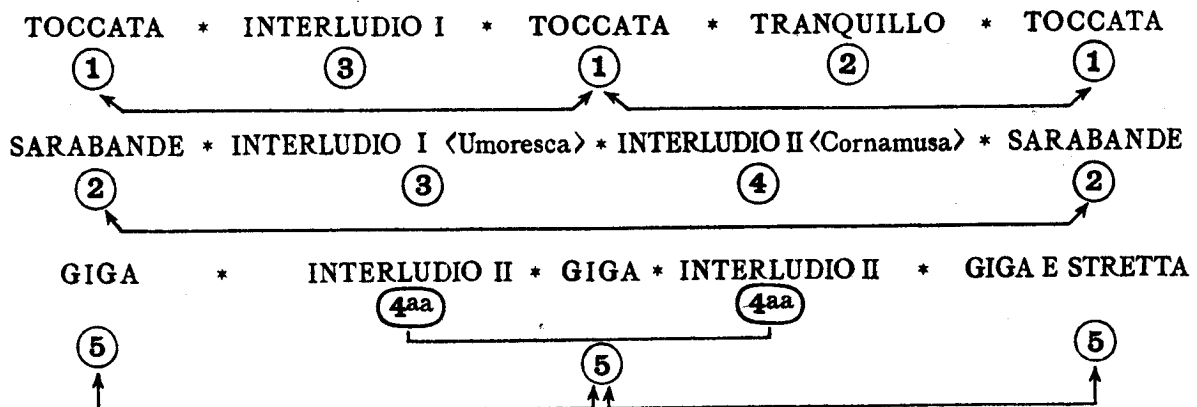 TOCCATA * INTERLUDIO I * TOCCATA * TRANQUILLO * TOCCATA
1 3 1 2 1
SARABANDE * INTERLUDIO I <Umoresca> * INTERLUDIO II <Cornamusa> * SARABANDE
2 3 4 2
GIGA * INTERLUDIO II * GIGA * INTERLUDIO II * GIGA E STRETTA
4aa 4aa
5 5 5